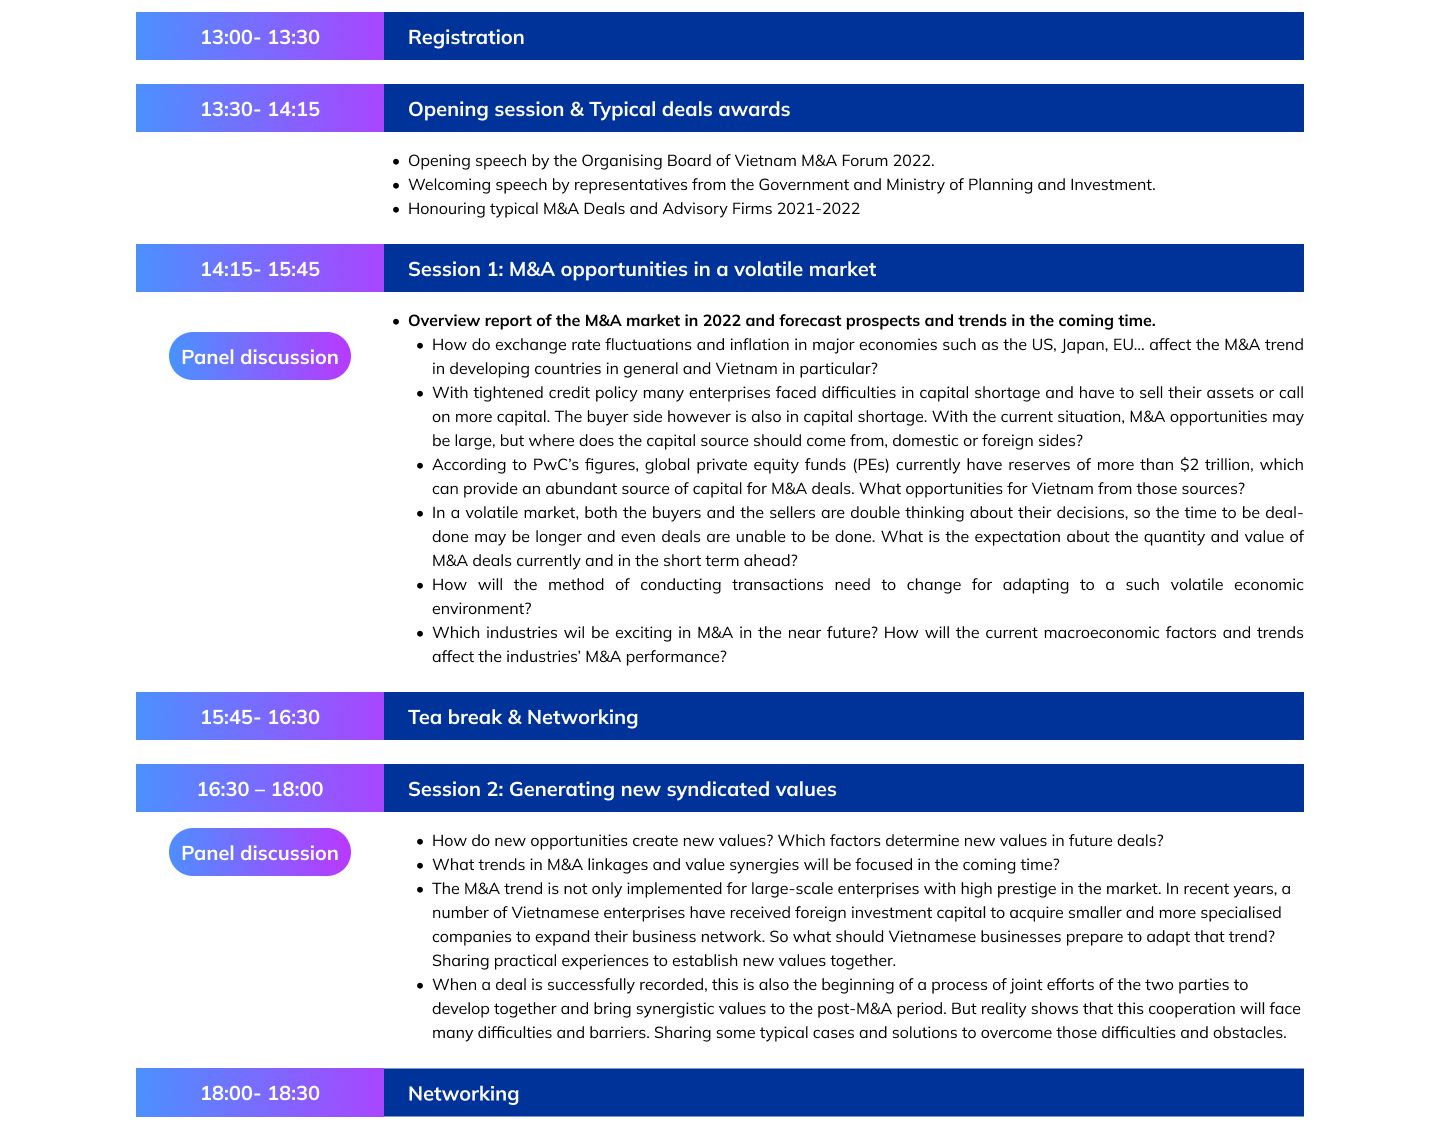 13:00- 13:30 Registration
13:30- 14:15 Opening session & Typical deals awards
• Opening speech by the Organising Board of Vietnam M&A Forum 2022.
• Welcoming speech by representatives from the Government and Ministry of Planning and Investment.
• Honouring typical M&A Deals and Advisory Firms 2021-2022
14:15- 15:45 Session 1: M&A opportunities in a volatile market
Panel discussion
• Overview report of the M&A market in 2022 and forecast prospects and trends in the coming time.
• How do exchange rate fluctuations and inflation in major economies such as the US, Japan, EU... affect the M&A trend
in developing countries in general and Vietnam in particular?
• With tightened credit policy many enterprises faced difficulties in capital shortage and have to sell their assets or call
on more capital. The buyer side however is also in capital shortage. With the current situation, M&A opportunities may
be large, but where does the capital source should come from, domestic or foreign sides?
• According to PwC’s figures, global private equity funds (PEs) currently have reserves of more than $2 trillion, which
can provide an abundant source of capital for M&A deals. What opportunities for Vietnam from those sources?
• In a volatile market, both the buyers and the sellers are double thinking about their decisions, so the time to be deal-
done may be longer and even deals are unable to be done. What is the expectation about the quantity and value of
M&A deals currently and in the short term ahead?
• How will the method of conducting transactions need to change for adapting to a such volatile economic
environment?
• Which industries wil be exciting in M&A in the near future? How will the current macroeconomic factors and trends
affect the industries’ M&A performance?
15:45- 16:30 Tea break & Networking
16:30 – 18:00 Session 2: Generating new syndicated values
Panel discussion
• How do new opportunities create new values? Which factors determine new values in future deals?
• What trends in M&A linkages and value synergies will be focused in the coming time?
• The M&A trend is not only implemented for large-scale enterprises with high prestige in the market. In recent years, a
number of Vietnamese enterprises have received foreign investment capital to acquire smaller and more specialised
companies to expand their business network. So what should Vietnamese businesses prepare to adapt that trend?
Sharing practical experiences to establish new values together.
• When a deal is successfully recorded, this is also the beginning of a process of joint efforts of the two parties to
develop together and bring synergistic values to the post-M&A period. But reality shows that this cooperation will face
many difficulties and barriers. Sharing some typical cases and solutions to overcome those difficulties and obstacles.
18:00- 18:30 Networking